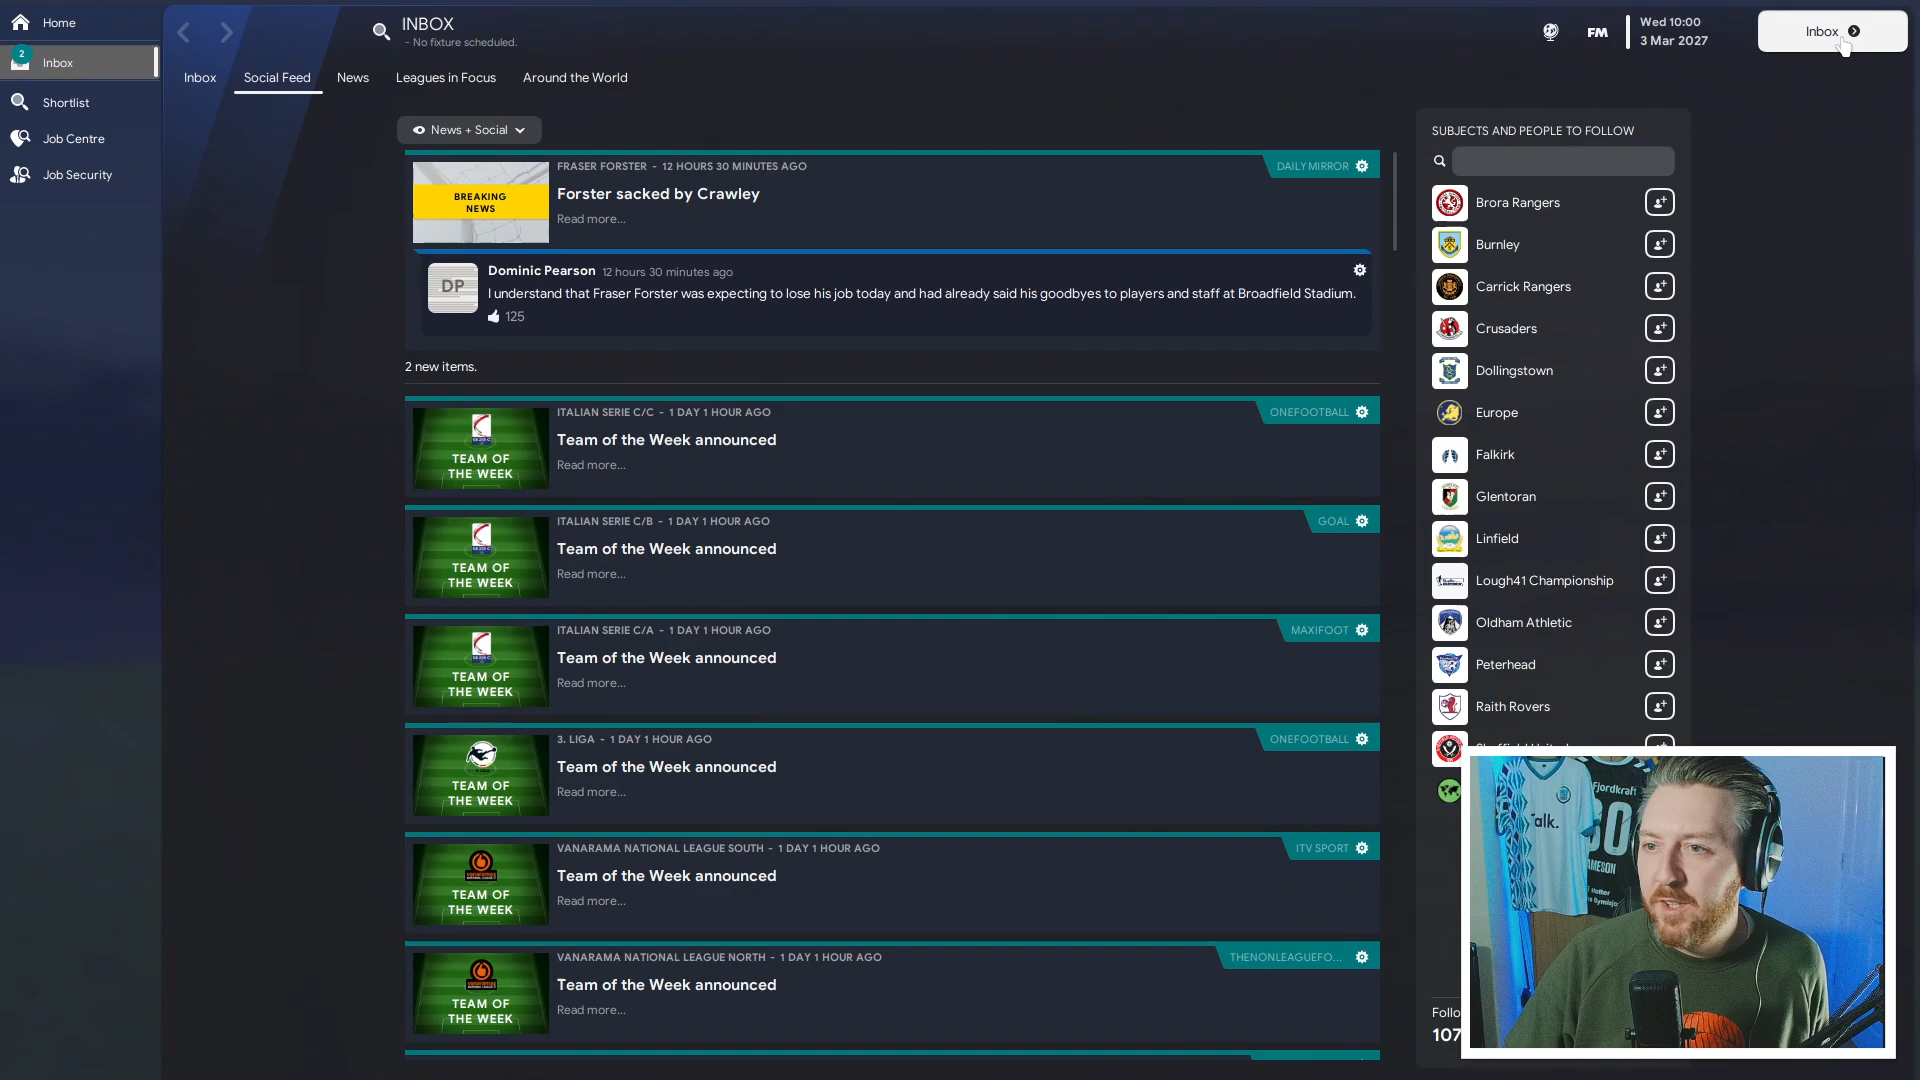 Home
2
Inbox
Shortlist
Job Centre
Job Security
INBOX
- No fixture scheduled.
FM
Wed 10:00
3 Mar 2027
Inbox
Inbox
Social Feed
News
Leagues in Focus
Around the World
News + Social
BREAKING
NEWS
FRASER FORSTER - 12 HOURS 30 MINUTES AGO
DAILY MIRROR
Forster sacked by Crawley
Read more...
DP
Dominic Pearson 12 hours 30 minutes ago
I understand that Fraser Forster was expecting to lose his job today and had already said his goodbyes to players and staff at Broadfield Stadium.
125
2 new items.
TEAM OF
THE WEEK
ITALIAN SERIE C/C - 1 DAY 1 HOUR AGO
ONEFOOTBALL
Team of the Week announced
Read more...
TEAM OF
THE WEEK
ITALIAN SERIE C/B - 1 DAY 1 HOUR AGO
GOAL
Team of the Week announced
Read more...
TEAM OF
THE WEEK
ITALIAN SERIE C/A - 1 DAY 1 HOUR AGO
MAXIFOOT
Team of the Week announced
Read more...
TEAM OF
THE WEEK
3. LIGA - 1 DAY 1 HOUR AGO
ONEFOOTBALL
Team of the Week announced
Read more...
TEAM OF
THE WEEK
VANARAMA NATIONAL LEAGUE SOUTH - 1 DAY 1 HOUR AGO
ITV SPORT
Team of the Week announced
Read more...
TEAM OF
THE WEEK
VANARAMA NATIONAL LEAGUE NORTH - 1 DAY 1 HOUR AGO
THENONLEAGUEFO...
Team of the Week announced
Read more...
SUBJECTS AND PEOPLE TO FOLLOW
Brora Rangers
Burnley
Carrick Rangers
Crusaders
Dollingstown
Europe
Falkirk
Glentoran
Linfield
Lough41 Championship
Oldham Athletic
Peterhead
Raith Rovers
Follo
107
Talk.
Fjordkraft